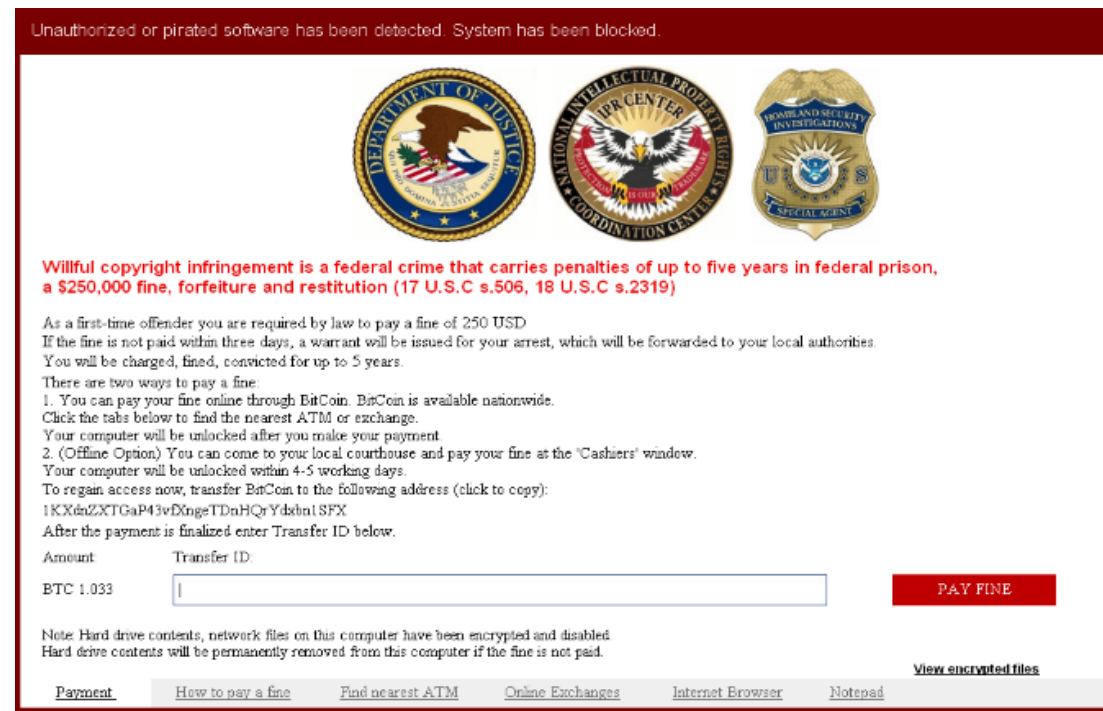 Unauthorized or pirated software has been detected. System has been blocked.
DEPARTMENT OF JUSTICE
QUI PRO DOMINA JUSTITIA SEQUITUR
NATIONAL INTELLECTUAL PROPERTY RIGHTS COORDINATION CENTER
IPR CENTER
PROTECTION IS OUR TRADEMARK
HOMELAND SECURITY
INVESTIGATIONS
U S
SPECIAL AGENT
Willful copyright infringement is a federal crime that carries penalties of up to five years in federal prison,
a $250,000 fine, forfeiture and restitution (17 U.S.C s.506, 18 U.S.C s.2319)
As a first-time offender you are required by law to pay a fine of 250 USD
If the fine is not paid within three days, a warrant will be issued for your arrest, which will be forwarded to your local authorities.
You will be charged, fined, convicted for up to 5 years.
There are two ways to pay a fine:
1. You can pay your fine online through BitCoin. BitCoin is available nationwide.
Click the tabs below to find the nearest ATM or exchange.
Your computer will be unlocked after you make your payment.
2. (Offline Option) You can come to your local courthouse and pay your fine at the 'Cashiers' window.
Your computer will be unlocked within 4-5 working days.
To regain access now, transfer BitCoin to the following address (click to copy):
1KXdnZXTGaP43vfXngeTDnHQrYdxbn1SFX
After the payment is finalized enter Transfer ID below.
Amount Transfer ID:
BTC 1.033 PAY FINE
Note: Hard drive contents, network files on this computer have been encrypted and disabled.
Hard drive contents will be permanently removed from this computer if the fine is not paid.
View encrypted files
Payment How to pay a fine Find nearest ATM Online Exchanges Internet Browser Notepad